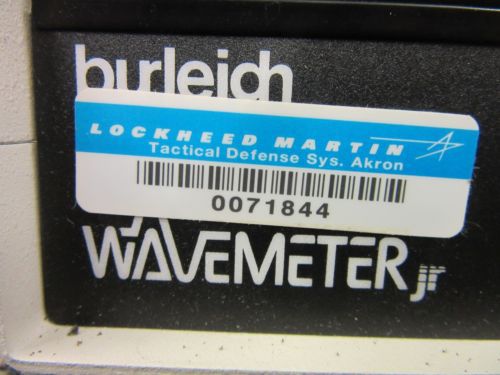 burleigh
LOCKHEED MARTIN
Tactical Defense Sys. Akron
0071844
WAVEMETER jr